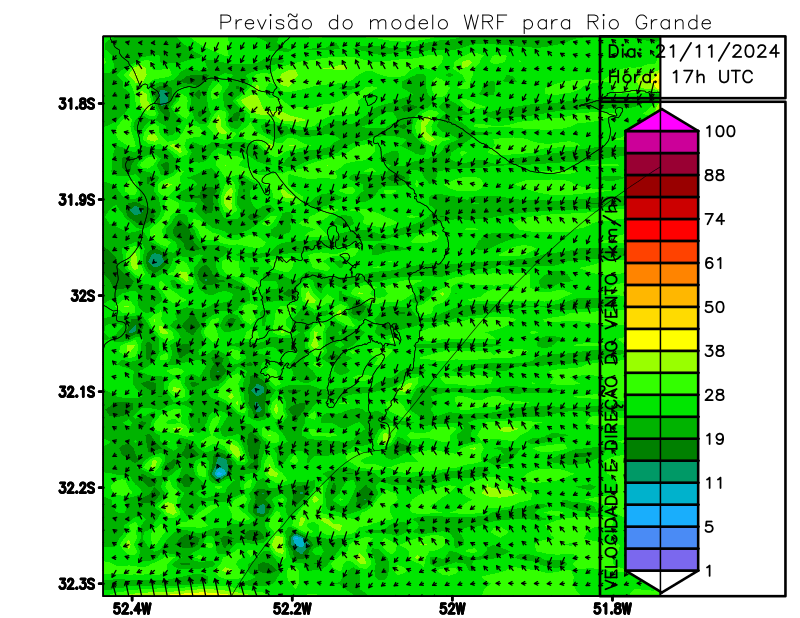 Previsão do modelo WRF para Rio Grande
Dia: 21/11/2024
Hora: 17h UTC
31.8S
31.9S
32S
32.1S
32.2S
32.3S
52.4W
52.2W
52W
51.8W
VELOCIDADE E DIREÇÃO DO VENTO (km/h)
100
88
74
61
50
38
28
19
11
5
1